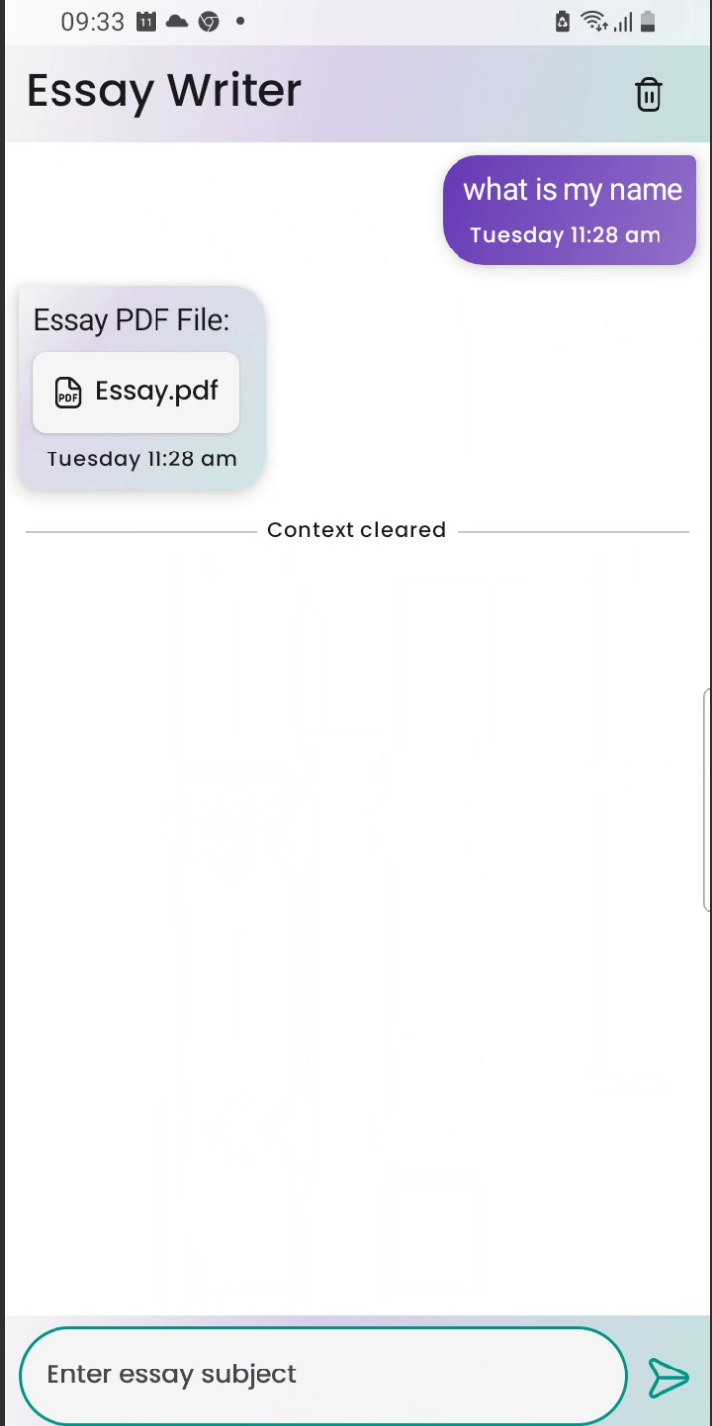 09:33
11
Essay Writer
what is my name
Tuesday 11:28 am
Essay PDF File:
PDF Essay.pdf
Tuesday 11:28 am
Context cleared
Enter essay subject